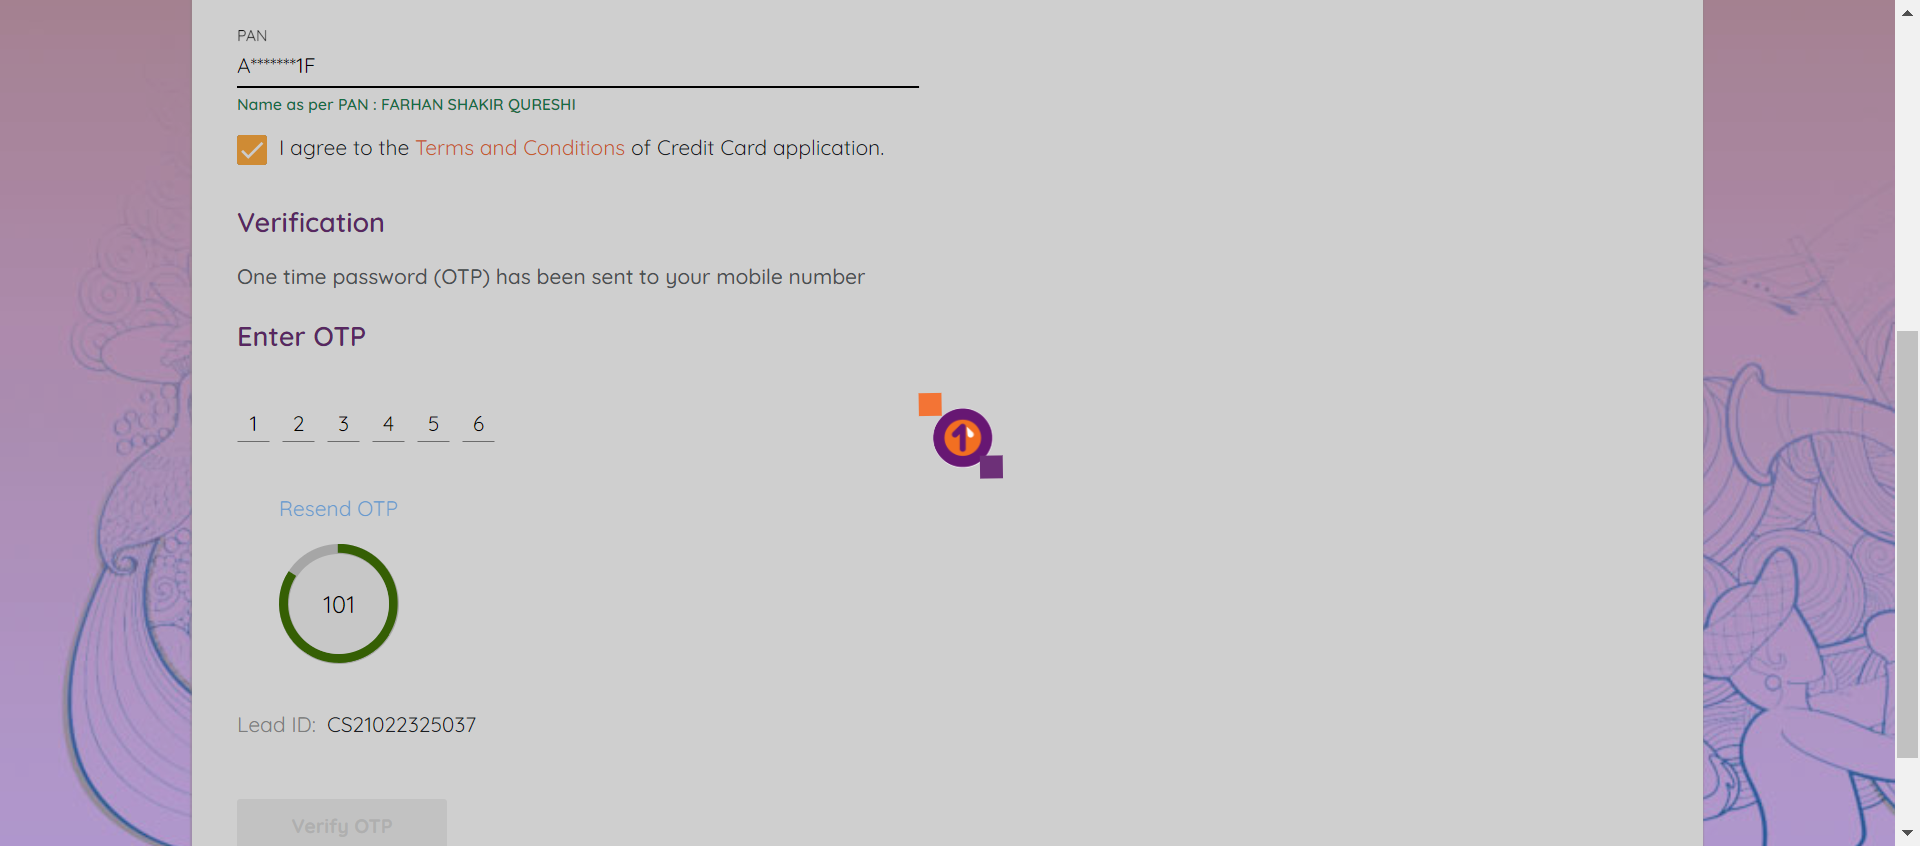 PAN
A*******1F
Name as per PAN : FARHAN SHAKIR QURESHI
I agree to the Terms and Conditions of Credit Card application.
Verification
One time password (OTP) has been sent to your mobile number
Enter OTP
1 2 3 4 5 6
Resend OTP
101
Lead ID: CS21022325037
Verify OTP